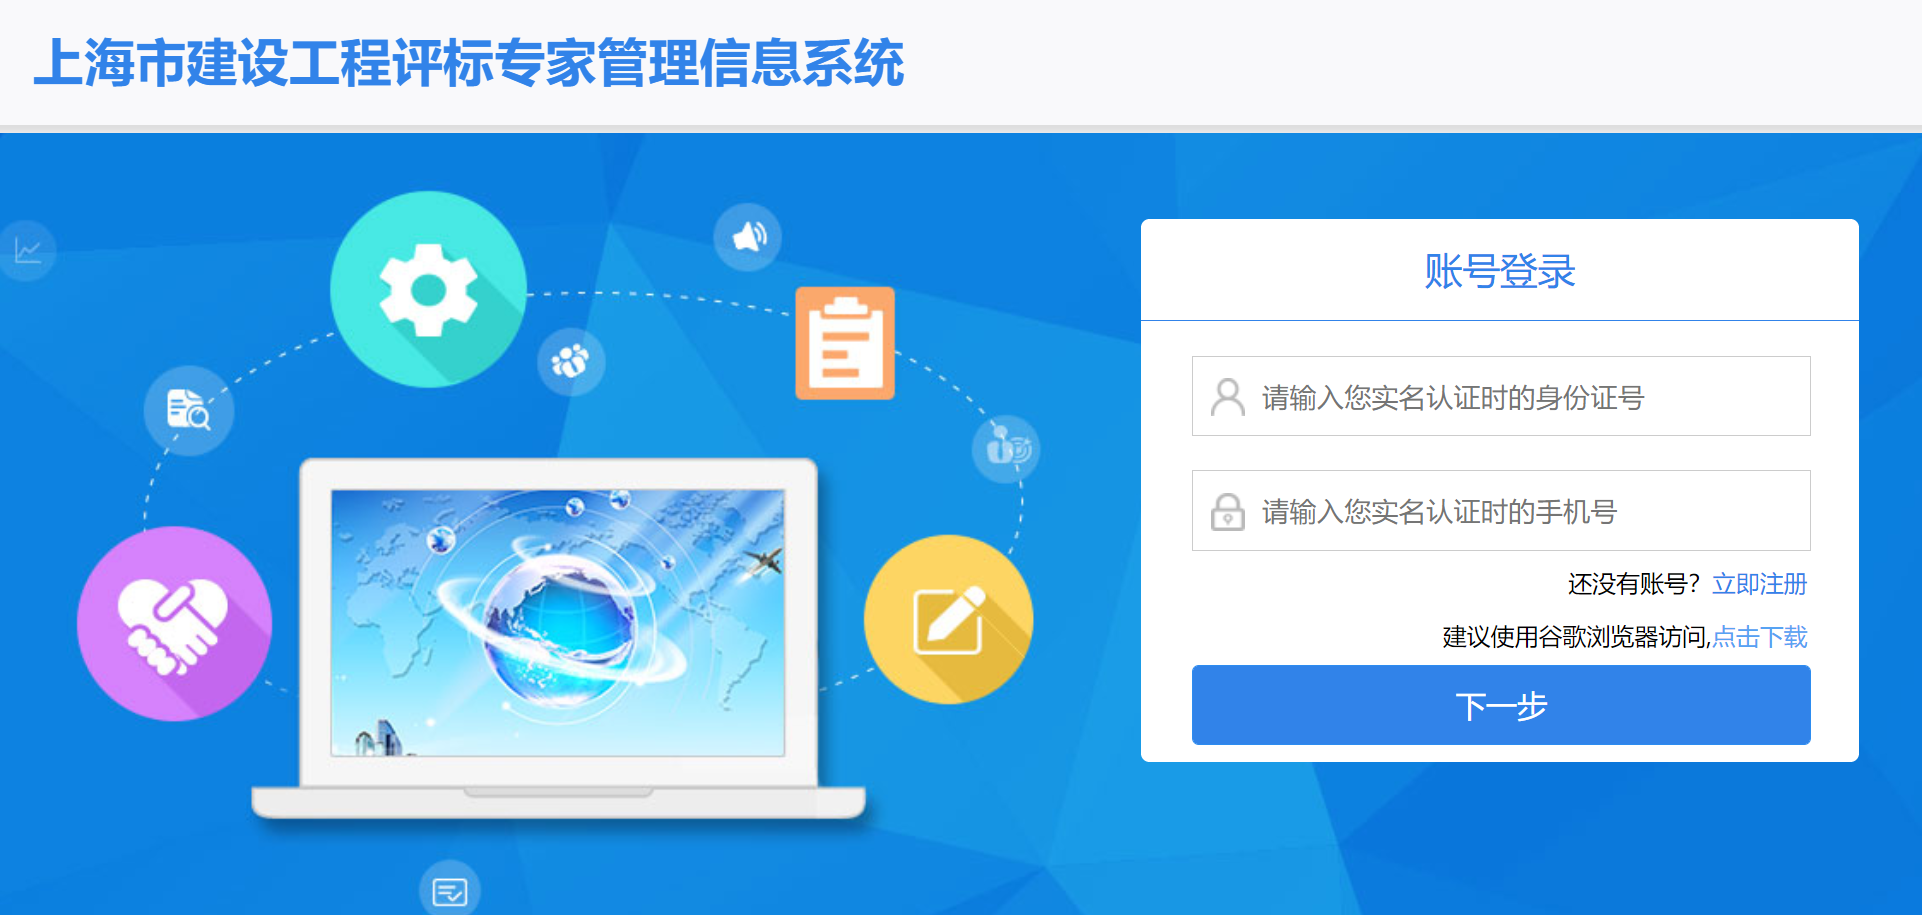 上海市建设工程评标专家管理信息系统
账号登录
请输入您实名认证时的身份证号
请输入您实名认证时的手机号
还没有账号？立即注册
建议使用谷歌浏览器访问,点击下载
下一步